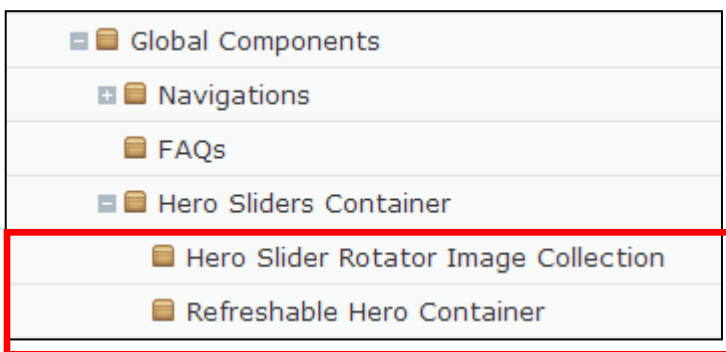 Global Components
Navigations
FAQs
Hero Sliders Container
Hero Slider Rotator Image Collection
Refreshable Hero Container